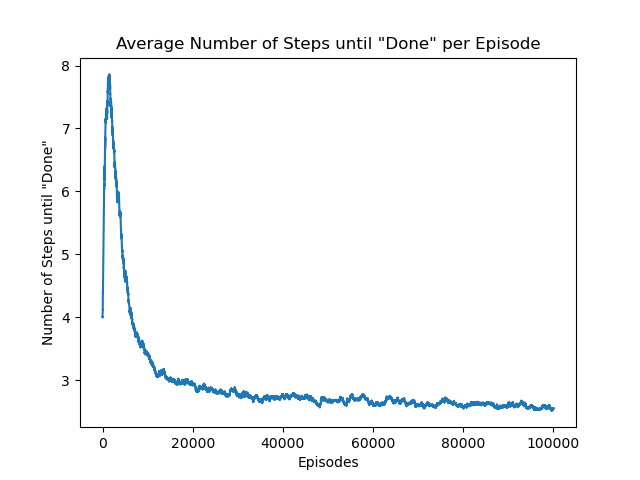 Average Number of Steps until "Done" per Episode
8
7
6
5
4
3
Number of Steps until "Done"
0 20000 40000 60000 80000 100000
Episodes